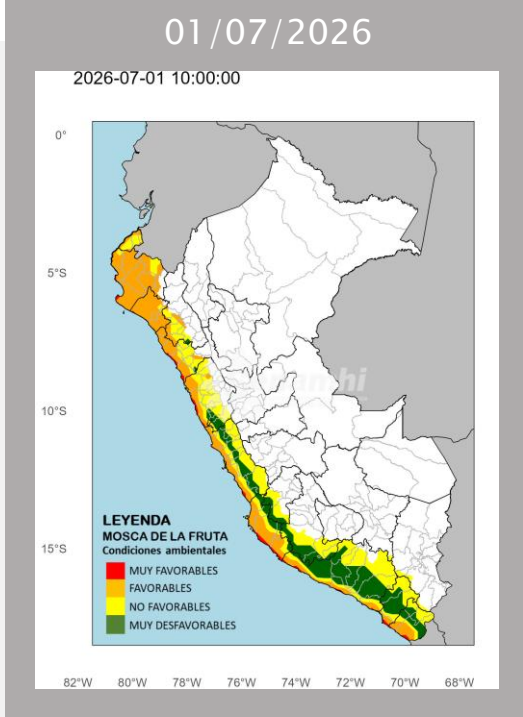 01/07/2026
2026-07-01 10:00:00
0°
5°S
10°S
15°S
LEYENDA
MOSCA DE LA FRUTA
Condiciones ambientales
MUY FAVORABLES
FAVORABLES
NO FAVORABLES
MUY DESFAVORABLES
82°W 80°W 78°W 76°W 74°W 72°W 70°W 68°W